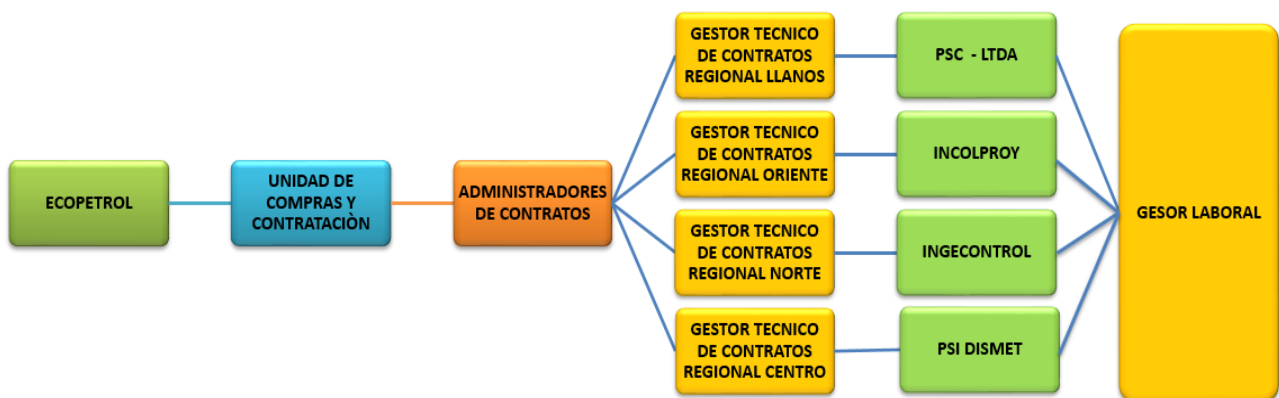 ECOPETROL
UNIDAD DE
COMPRAS Y
CONTRATACIÒN
ADMINISTRADORES
DE CONTRATOS
GESTOR TECNICO
DE CONTRATOS
REGIONAL LLANOS
PSC - LTDA
GESTOR TECNICO
DE CONTRATOS
REGIONAL ORIENTE
INCOLPROY
GESTOR TECNICO
DE CONTRATOS
REGIONAL NORTE
INGECONTROL
GESTOR TECNICO
DE CONTRATOS
REGIONAL CENTRO
PSI DISMET
GESOR LABORAL